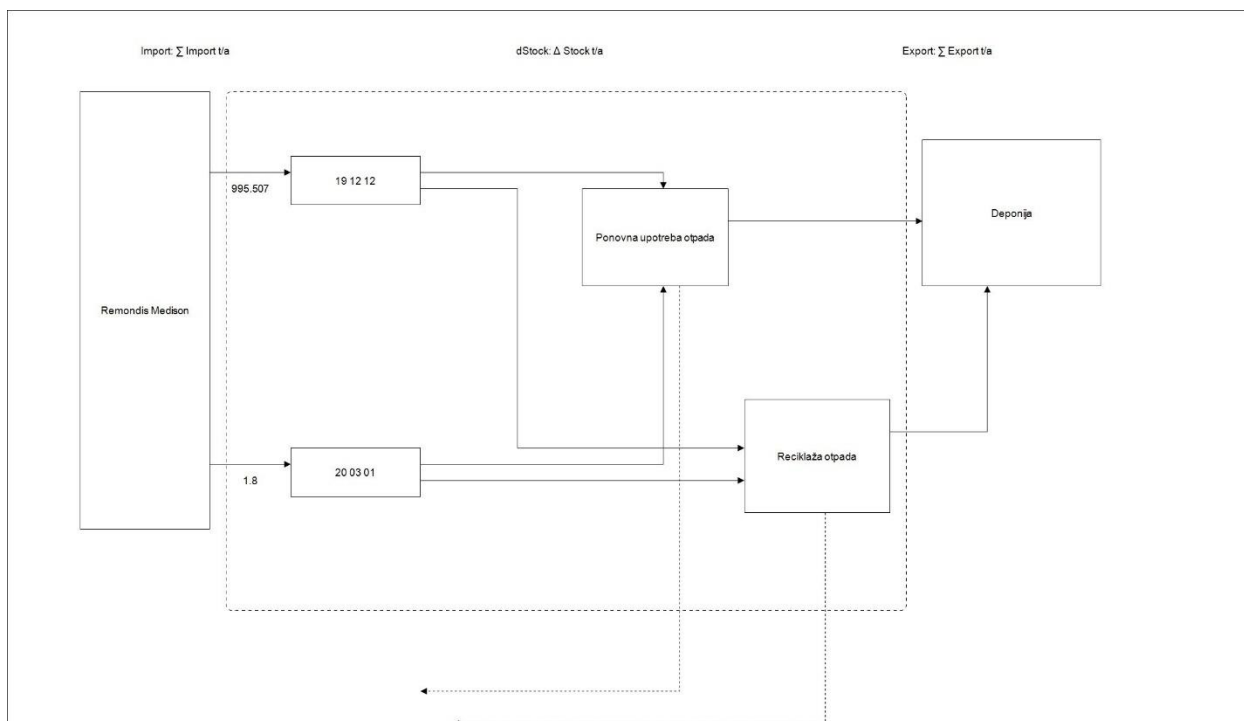 Import: ∑ Import t/a
dStock: Δ Stock t/a
Export: ∑ Export t/a
995.507
19 12 12
Ponovna upotreba otpada
Deponija
Remondis Medison
Reciklaža otpada
20 03 01
1.8